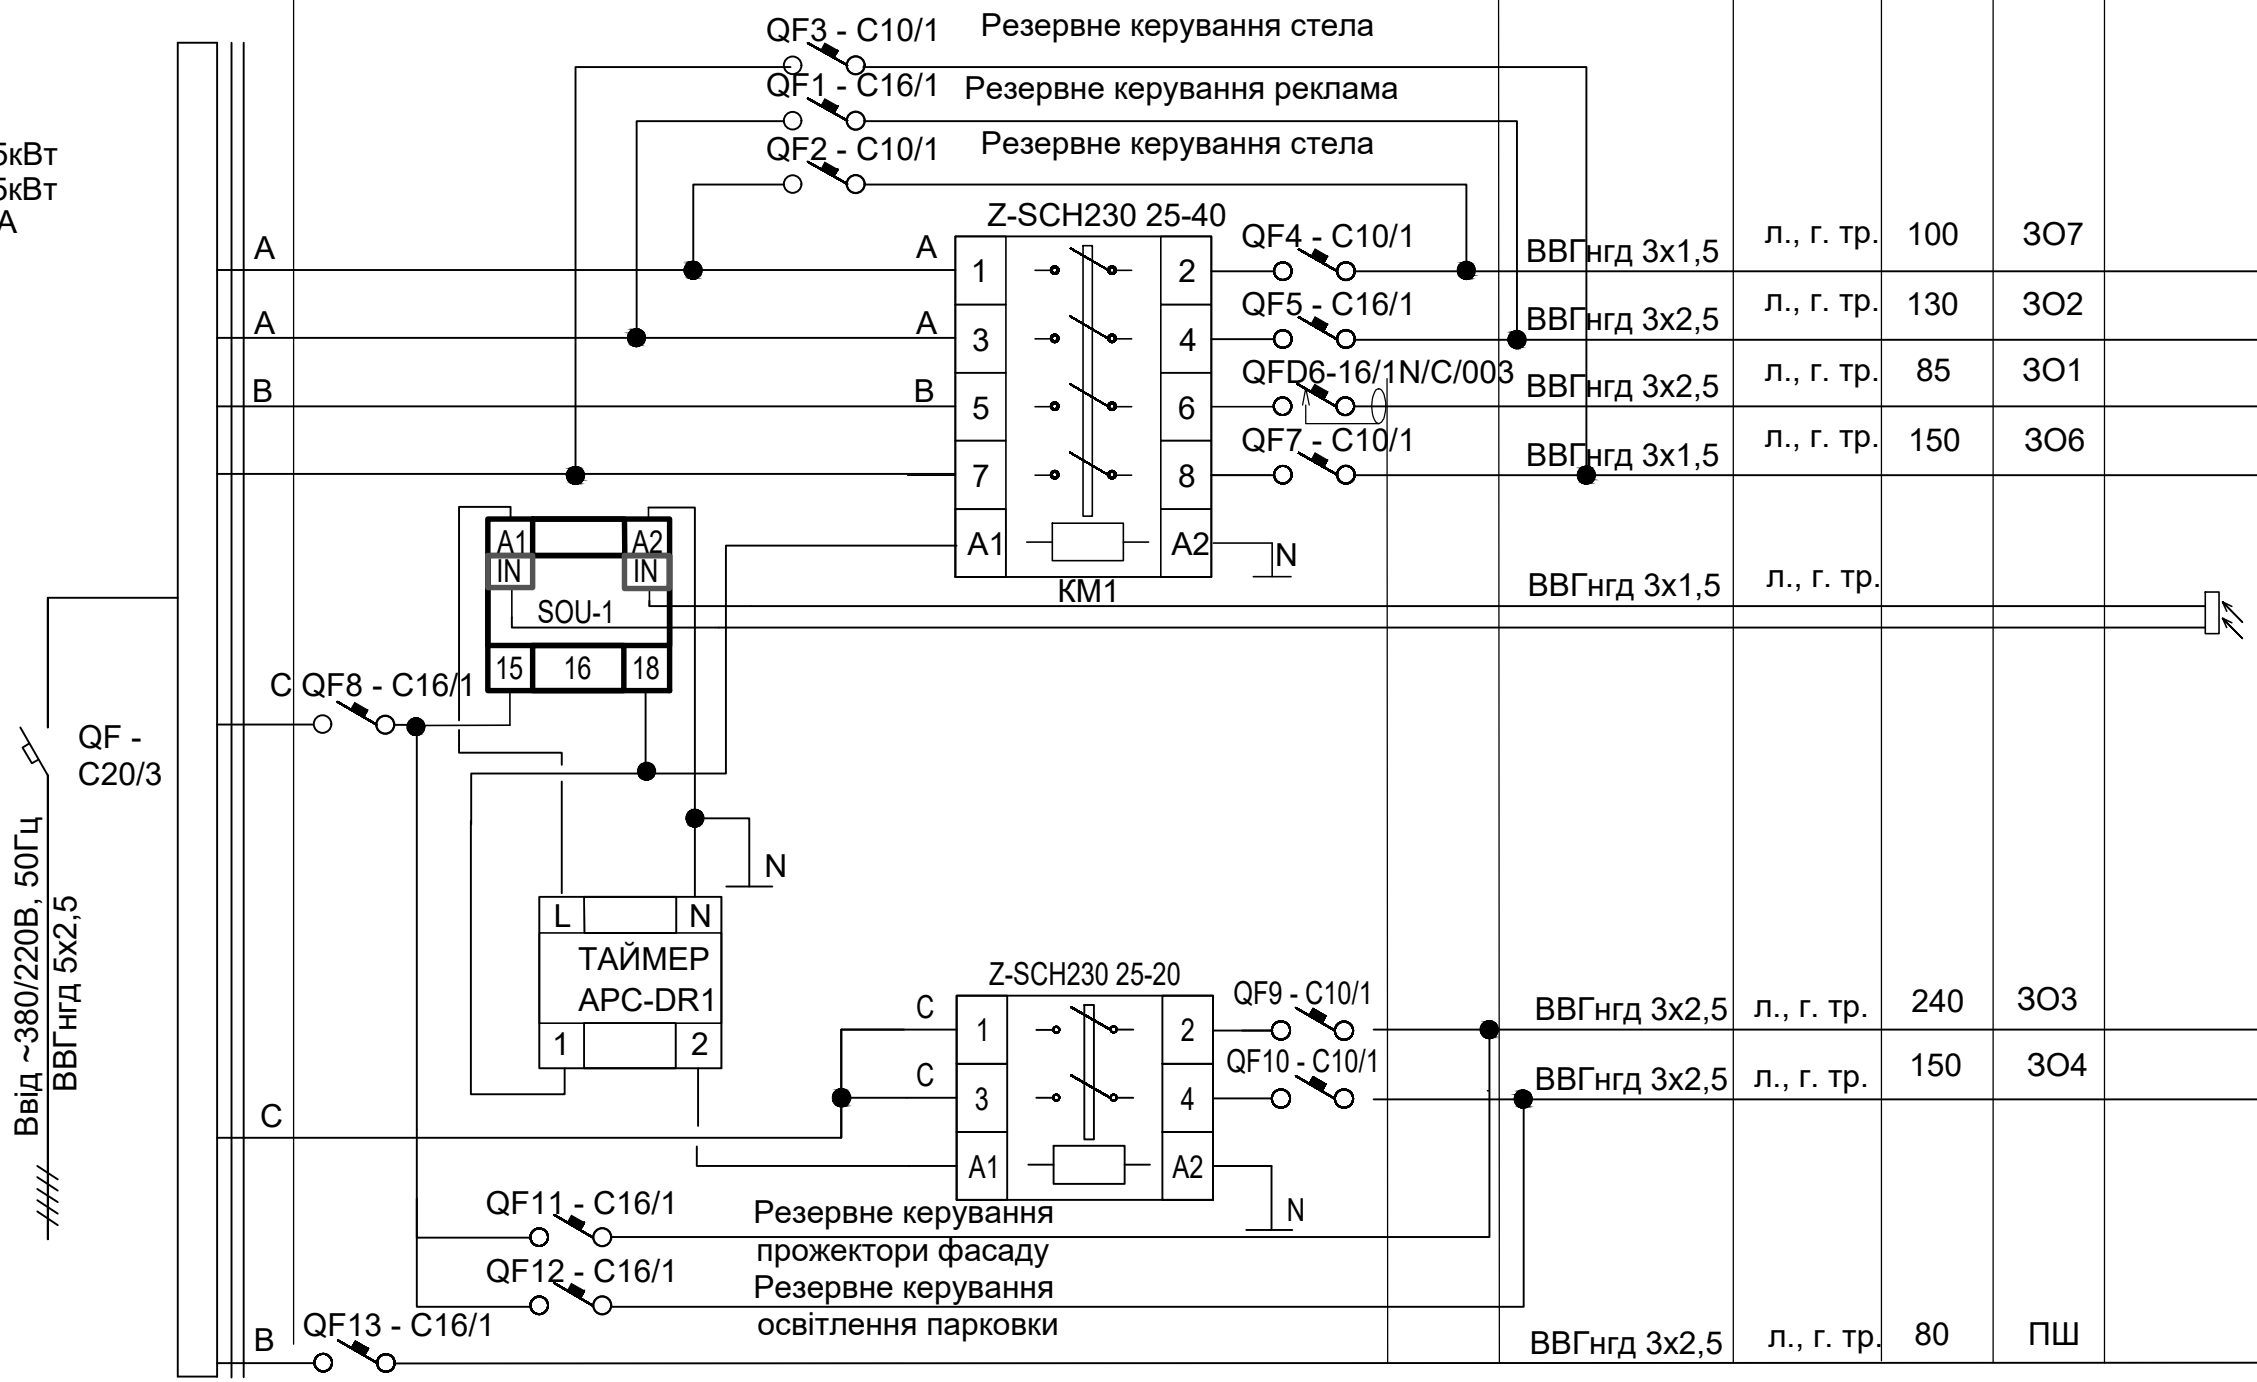 QF3 - C10/1 Резервне керування стела
QF1 - C16/1 Резервне керування реклама
QF2 - C10/1 Резервне керування стела
5кВт
5кВт
А
Z-SCH230 25-40
A A 1 2 QF4 - C10/1 ВВГнгд 3х1,5 л., г. тр. 100 ЗО7
A A 3 4 QF5 - C16/1 ВВГнгд 3х2,5 л., г. тр. 130 ЗО2
B B 5 6 QFD6-16/1N/C/003 ВВГнгд 3х2,5 л., г. тр. 85 ЗО1
7 8 QF7 - C10/1 ВВГнгд 3х1,5 л., г. тр. 150 ЗО6
A1 A2 N
КМ1
ВВГнгд 3х1,5 л., г. тр.
A1 A2
IN IN
SOU-1
15 16 18
C QF8 - C16/1
QF -
C20/3
Ввід ~380/220В, 50Гц
ВВГнгд 5х2,5
N
L N
ТАЙМЕР
APC-DR1
1 2
Z-SCH230 25-20
C 1 2 QF9 - C10/1 ВВГнгд 3х2,5 л., г. тр. 240 ЗО3
C 3 4 QF10 - C10/1 ВВГнгд 3х2,5 л., г. тр. 150 ЗО4
C
A1 A2 N
QF11 - C16/1 Резервне керування
прожектори фасаду
QF12 - C16/1 Резервне керування
освітлення парковки
B QF13 - C16/1 ВВГнгд 3х2,5 л., г. тр. 80 ПШ